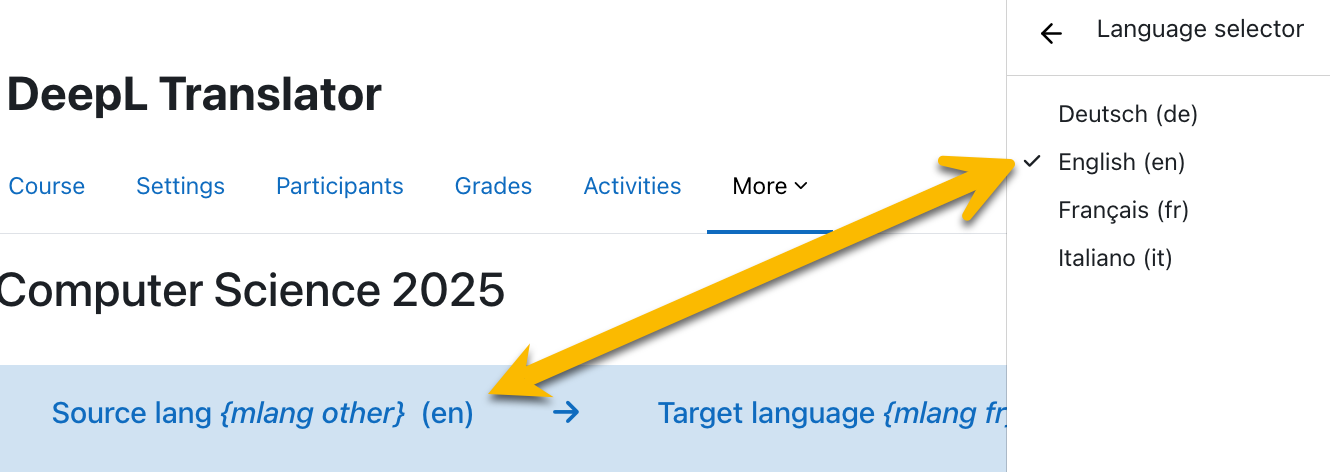 DeepL Translator
Course Settings Participants Grades Activities More
Computer Science 2025
Source lang {mlang other} (en) → Target language {mlang fr
← Language selector
Deutsch (de)
✓ English (en)
Français (fr)
Italiano (it)